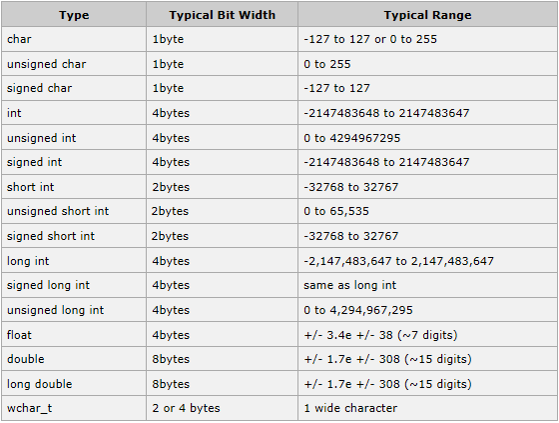 Type Typical Bit Width Typical Range
char 1byte -127 to 127 or 0 to 255
unsigned char 1byte 0 to 255
signed char 1byte -127 to 127
int 4bytes -2147483648 to 2147483647
unsigned int 4bytes 0 to 4294967295
signed int 4bytes -2147483648 to 2147483647
short int 2bytes -32768 to 32767
unsigned short int 2bytes 0 to 65,535
signed short int 2bytes -32768 to 32767
long int 4bytes -2,147,483,647 to 2,147,483,647
signed long int 4bytes same as long int
unsigned long int 4bytes 0 to 4,294,967,295
float 4bytes +/- 3.4e +/- 38 (~7 digits)
double 8bytes +/- 1.7e +/- 308 (~15 digits)
long double 8bytes +/- 1.7e +/- 308 (~15 digits)
wchar_t 2 or 4 bytes 1 wide character